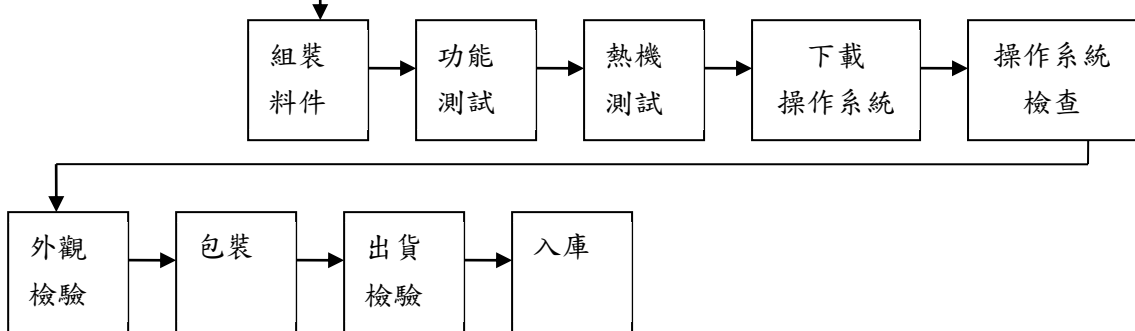 組裝
料件
功能
測試
熱機
測試
下載
操作系統
操作系統
檢查
外觀
檢驗
包裝
出貨
檢驗
入庫